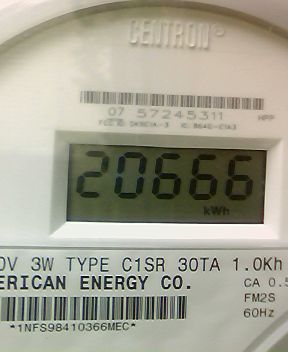 CENTRON®
07 57245311
HPP
20666
kWh
0V 3W TYPE C1SR 30TA 1.0Kh
ERICAN ENERGY CO.
CA 0.5
FM2S
60Hz
*1NFS98410366MEC*